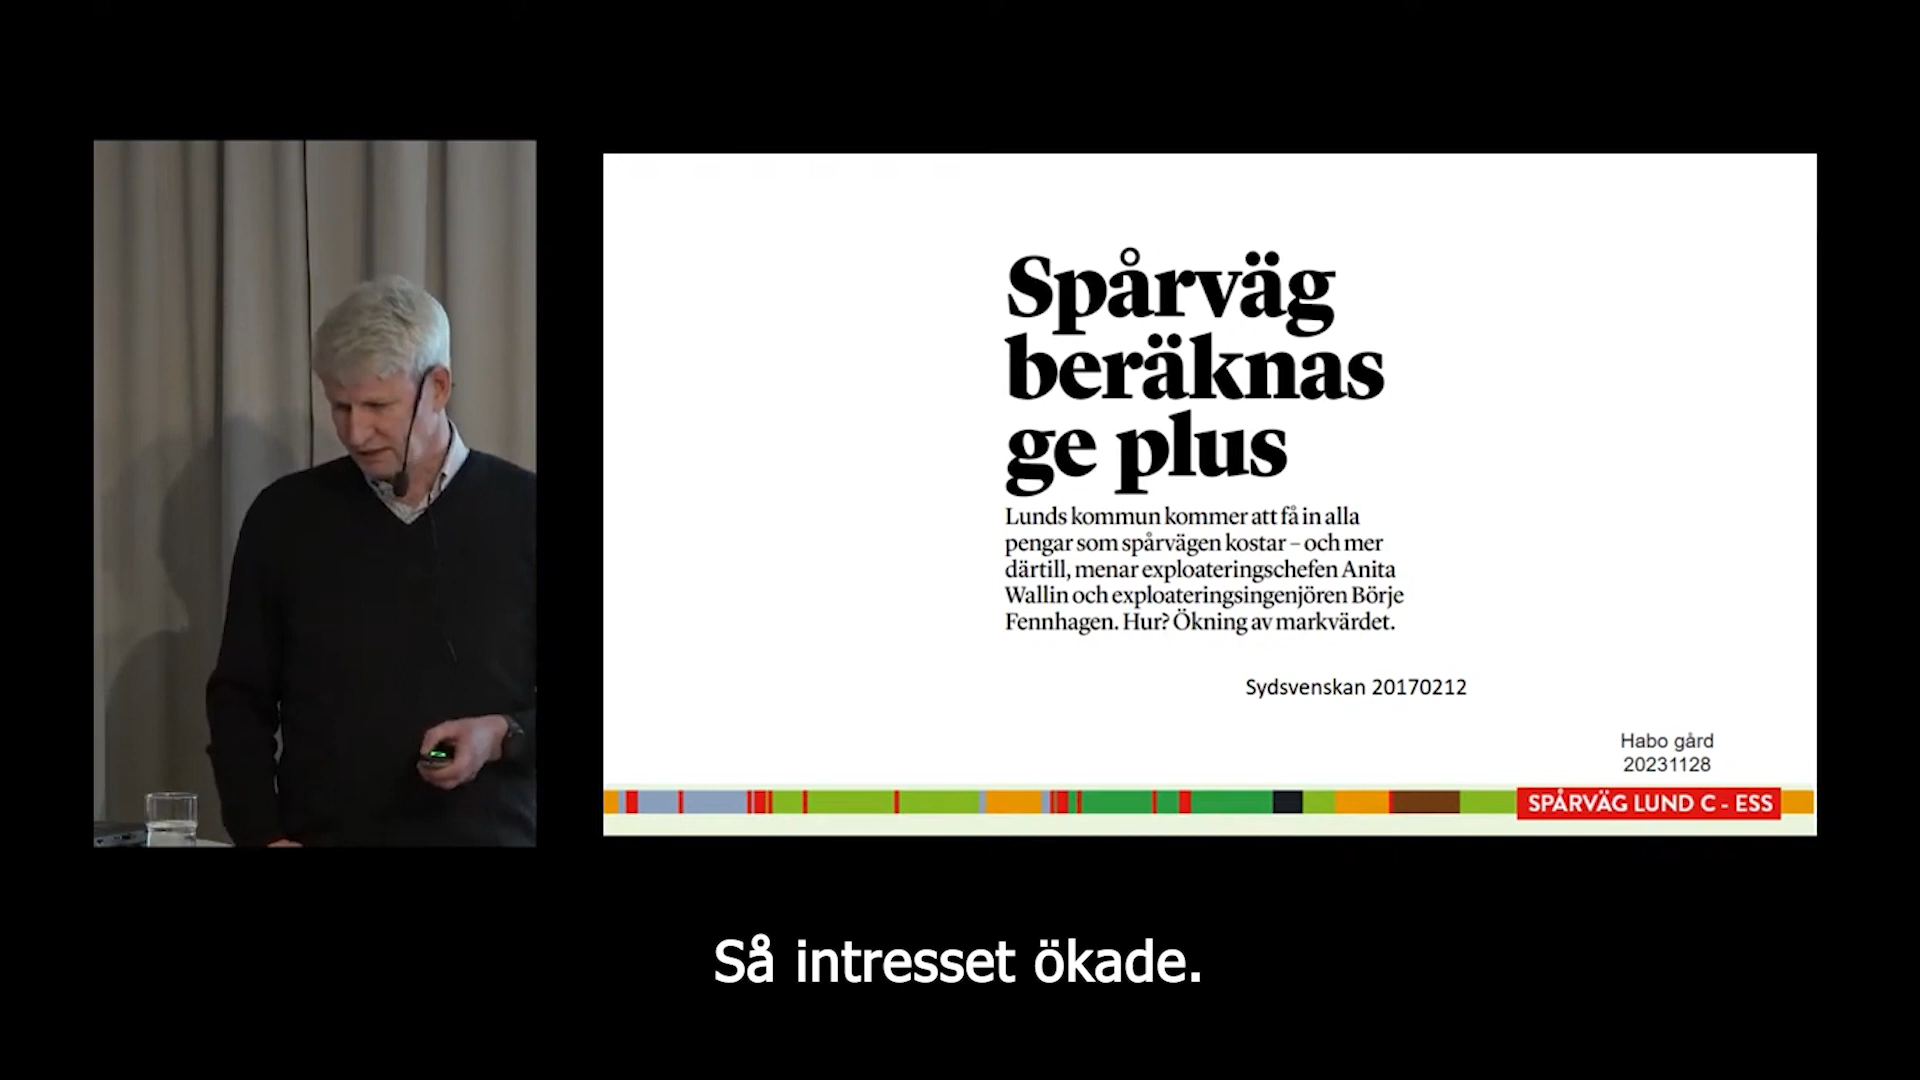 Spårväg
beräknas
ge plus
Lunds kommun kommer att få in alla
pengar som spårvägen kostar – och mer
därtill, menar exploateringschefen Anita
Wallin och exploateringsingenjören Börje
Fennhagen. Hur? Ökning av markvärdet.
Sydsvenskan 20170212
Habo gård
20231128
SPÅRVÄG LUND C - ESS
Så intresset ökade.